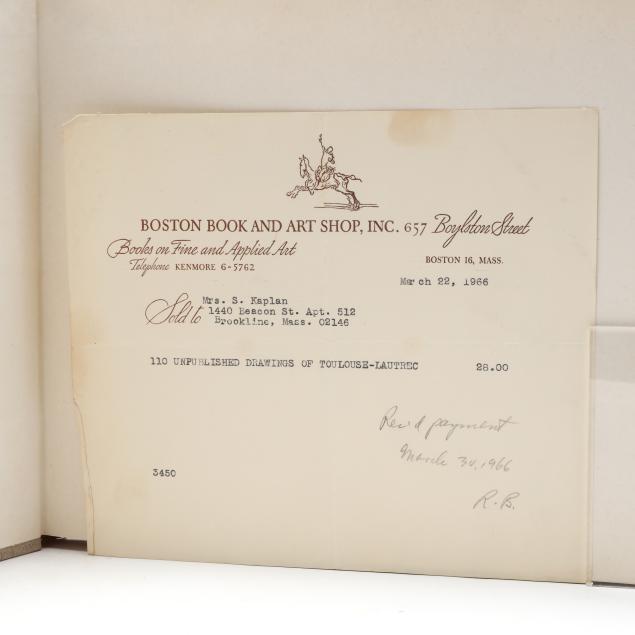 BOSTON BOOK AND ART SHOP, INC. 657 Boylston Street
Books on Fine and Applied Art
BOSTON 16, MASS.
Telephone KENMORE 6-5762
March 22, 1966
Sold to
Mrs. S. Kaplan
1440 Beacon St. Apt. 512
Brookline, Mass. 02146
110 UNPUBLISHED DRAWINGS OF TOULOUSE-LAUTREC 28.00
Rec'd payment
March 30, 1966
3450
R.B.